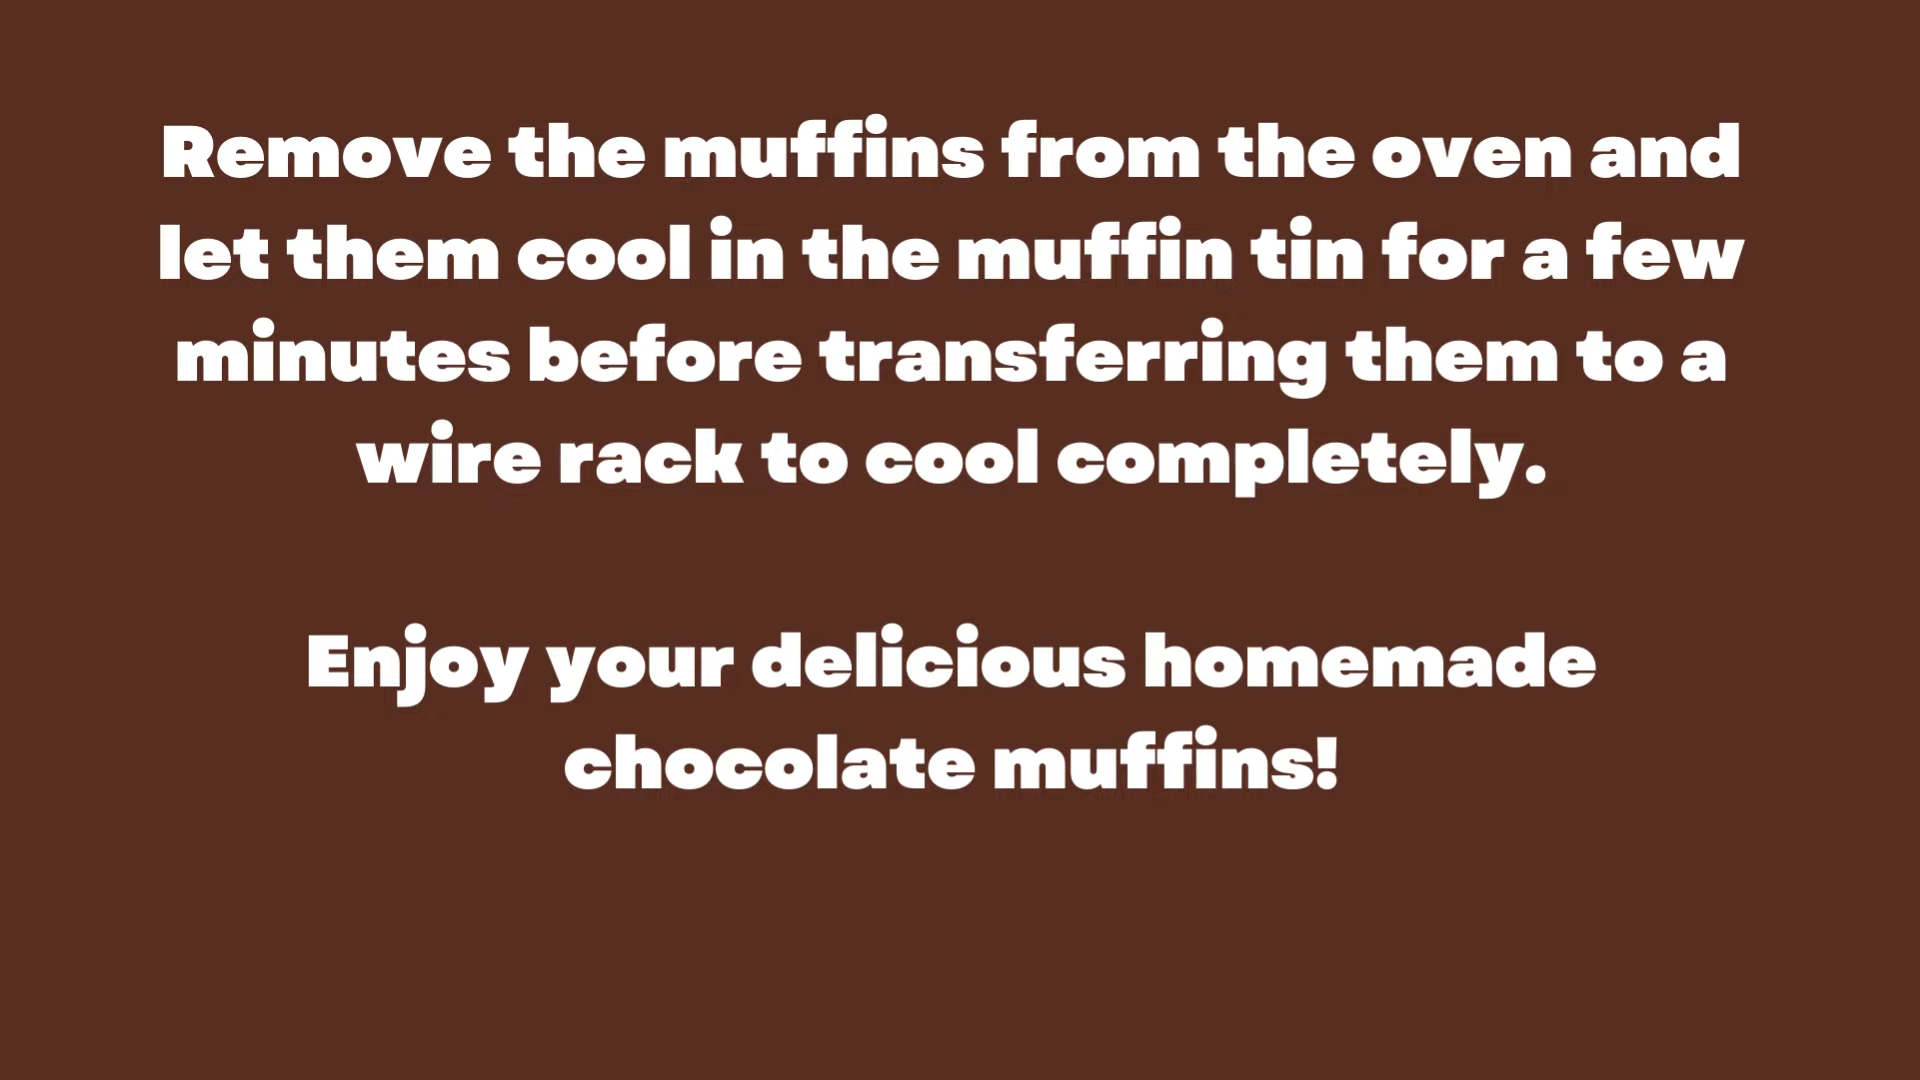 Remove the muffins from the oven and
let them cool in the muffin tin for a few
minutes before transferring them to a
wire rack to cool completely.
Enjoy your delicious homemade
chocolate muffins!